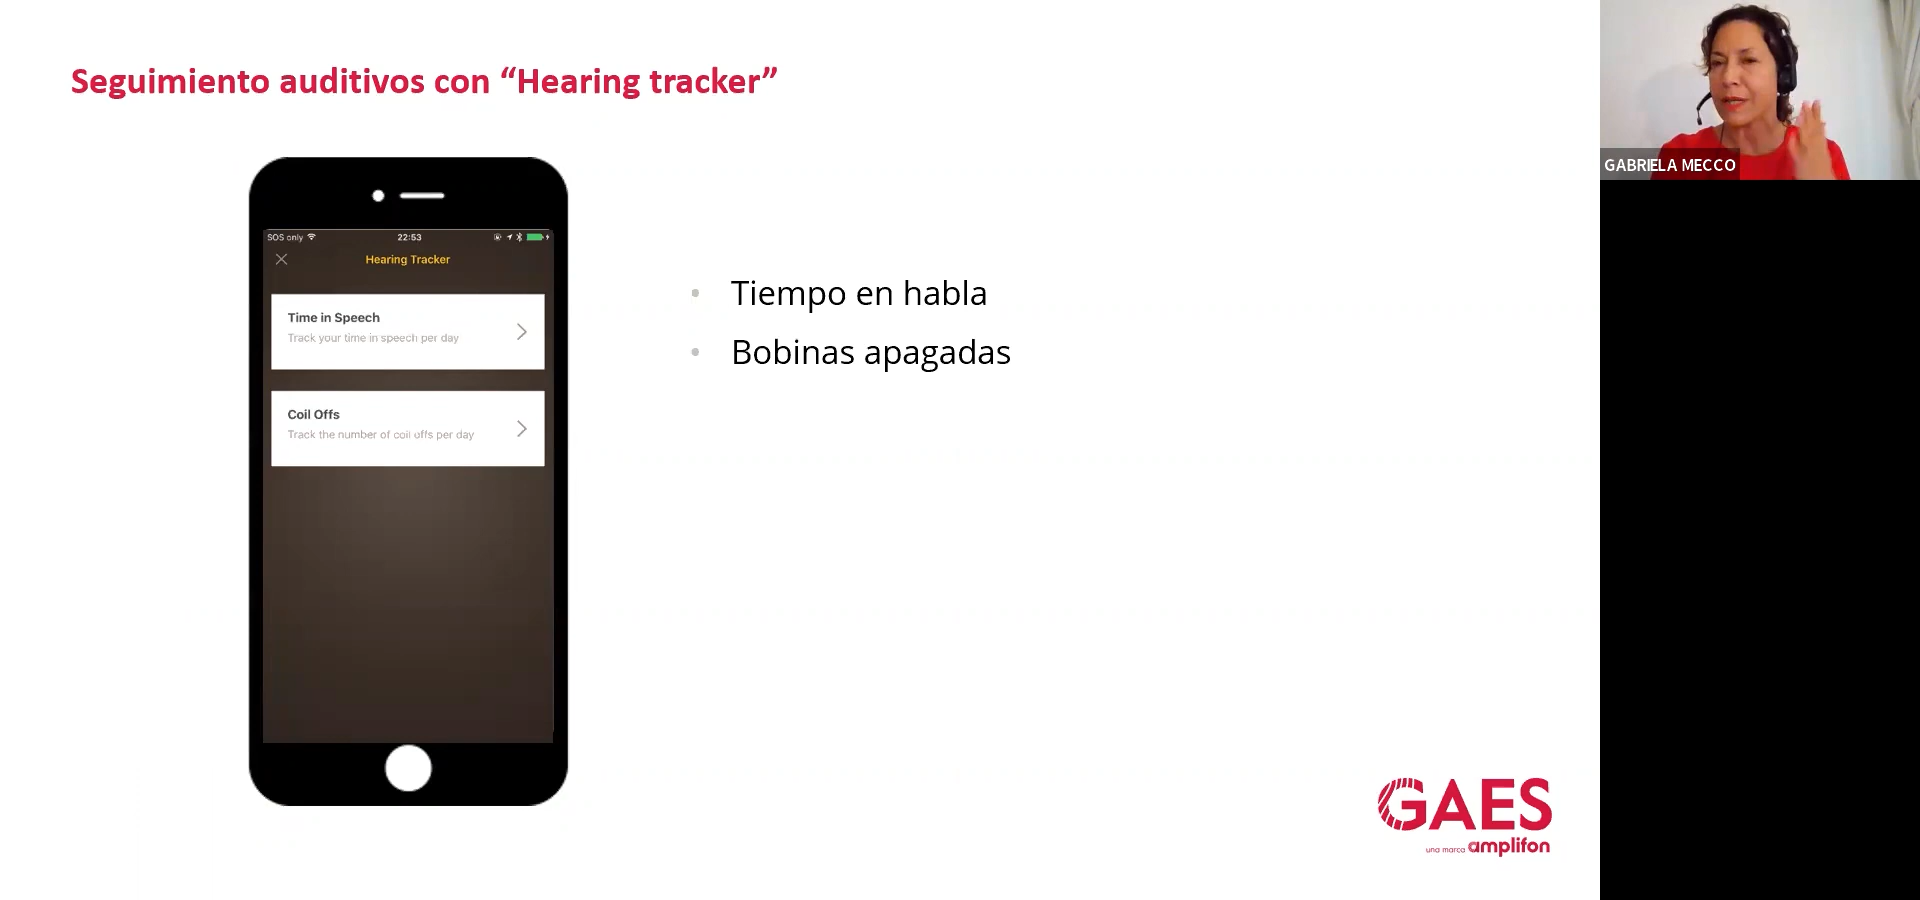 Seguimiento auditivos con “Hearing tracker”
SOS only 22:53
Hearing Tracker
Time in Speech
Track your time in speech per day
Coil Offs
Track the number of coil offs per day
• Tiempo en habla
• Bobinas apagadas
GABRIELA MECCO
GAES
una marca amplifon